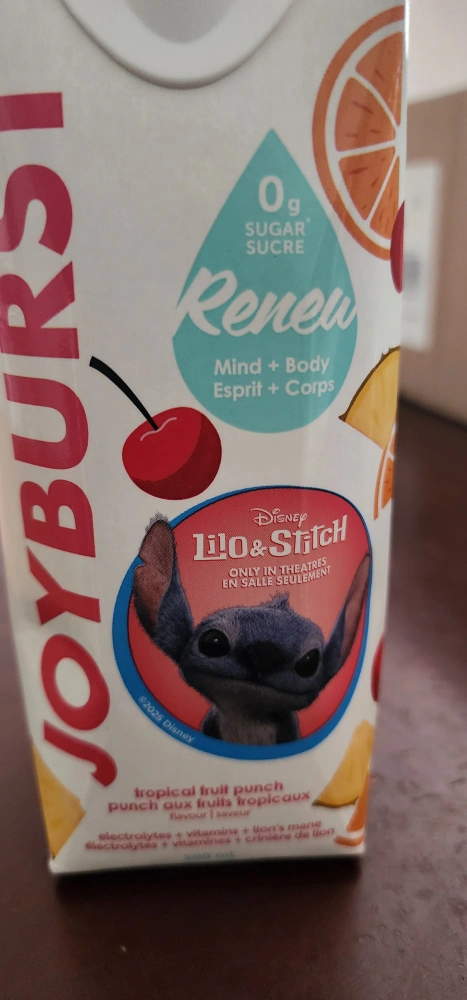 JOYBURST
0g
SUGAR*
SUCRE
Renew
Mind + Body
Esprit + Corps
Disney
Lilo & Stitch
ONLY IN THEATRES
EN SALLE SEULEMENT
©2025 Disney
tropical fruit punch
punch aux fruits tropicaux
flavour | saveur
electrolytes + vitamins + lion's mane
électrolytes + vitamines + crinière de lion
500 mL